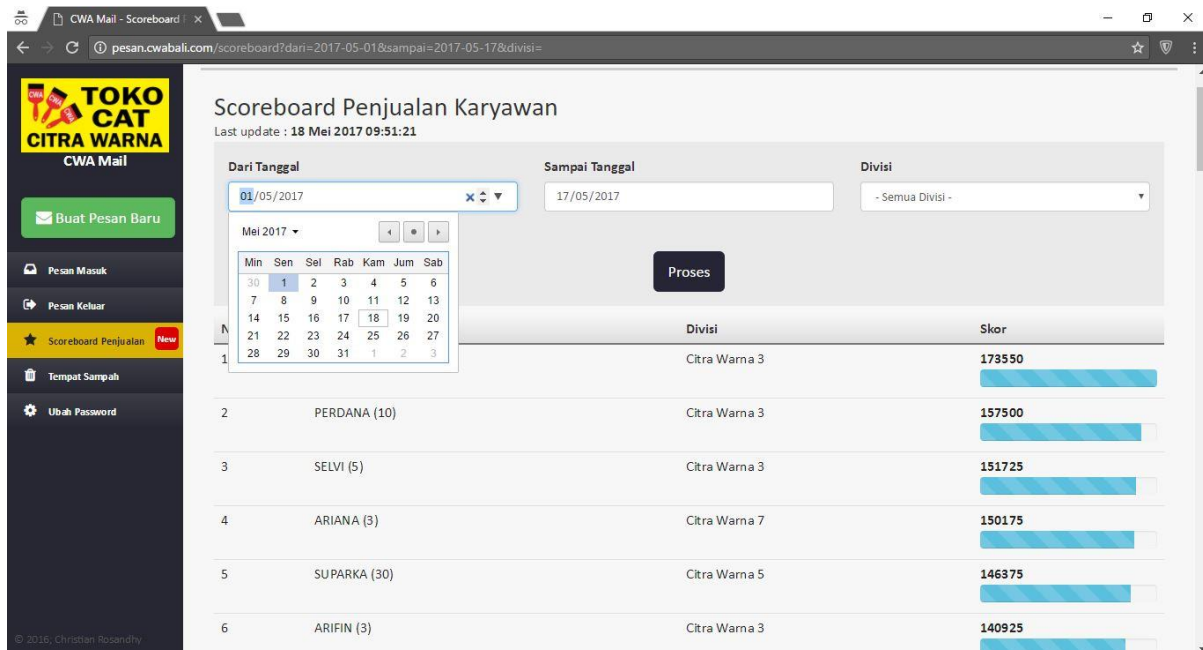 CWA Mail - Scoreboard
pesan.cwabali.com/scoreboard?dari=2017-05-01&sampai=2017-05-17&divisi=
CWA
CWA
TOKO
CAT
CITRA WARNA
CWA Mail
Buat Pesan Baru
Pesan Masuk
Pesan Keluar
Scoreboard Penjualan New
Tempat Sampah
Ubah Password
© 2016, Christian Rosandhy
Scoreboard Penjualan Karyawan
Last update : 18 Mei 2017 09:51:21
Dari Tanggal Sampai Tanggal Divisi
01/05/2017 17/05/2017 - Semua Divisi -
Mei 2017
Min Sen Sel Rab Kam Jum Sab
30 1 2 3 4 5 6
7 8 9 10 11 12 13
14 15 16 17 18 19 20
21 22 23 24 25 26 27
28 29 30 31 1 2 3
Proses
Divisi Skor
1 Citra Warna 3 173550
2 PERDANA (10) Citra Warna 3 157500
3 SELVI (5) Citra Warna 3 151725
4 ARIANA (3) Citra Warna 7 150175
5 SUPARKA (30) Citra Warna 5 146375
6 ARIFIN (3) Citra Warna 3 140925